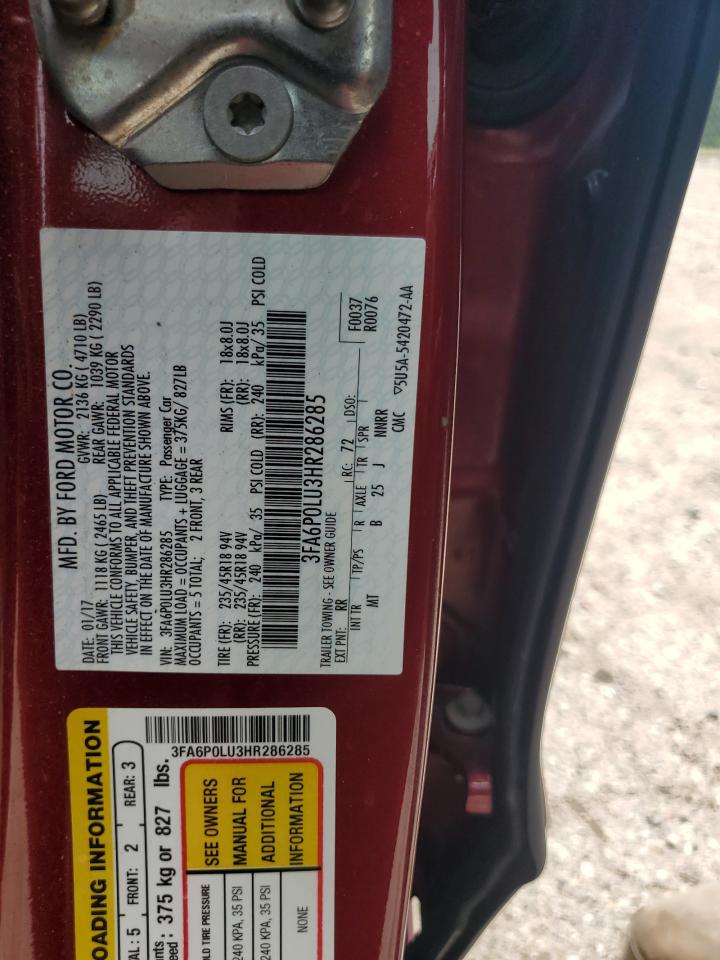 MFD. BY FORD MOTOR CO.
DATE: 01/17 GVWR: 2136 KG ( 4710 LB)
FRONT GAWR: 1118 KG ( 2465 LB) REAR GAWR: 1039 KG ( 2290 LB)
THIS VEHICLE CONFORMS TO ALL APPLICABLE FEDERAL MOTOR
VEHICLE SAFETY, BUMPER, AND THEFT PREVENTION STANDARDS
IN EFFECT ON THE DATE OF MANUFACTURE SHOWN ABOVE.
VIN: 3FA6P0LU3HR286285 TYPE: Passenger Car
MAXIMUM LOAD = OCCUPANTS + LUGGAGE = 375KG/ 827LB
OCCUPANTS = 5 TOTAL; 2 FRONT, 3 REAR
TIRE (FR): 235/45R18 94V RIMS (FR): 18x8.0J
(RR): 235/45R18 94V (RR): 18x8.0J
PRESSURE (FR): 240 kPa/ 35 PSI COLD (RR): 240 kPa/ 35 PSI COLD
3FA6P0LU3HR286285
TRAILER TOWING - SEE OWNER GUIDE
F0037
R0076
EXT PNT: RR RC: 72 DSO:
INT TR TP/PS R AXLE TR SPR
MT B 25 J NNRR
CMC ▽5U5A-5420472-AA
OADING INFORMATION
AL: 5 FRONT: 2 REAR: 3
nts : 375 kg or 827 lbs.
eed :
3FA6P0LU3HR286285
OLD TIRE PRESSURE
240 KPA, 35 PSI
240 KPA, 35 PSI
NONE
SEE OWNERS
MANUAL FOR
ADDITIONAL
INFORMATION